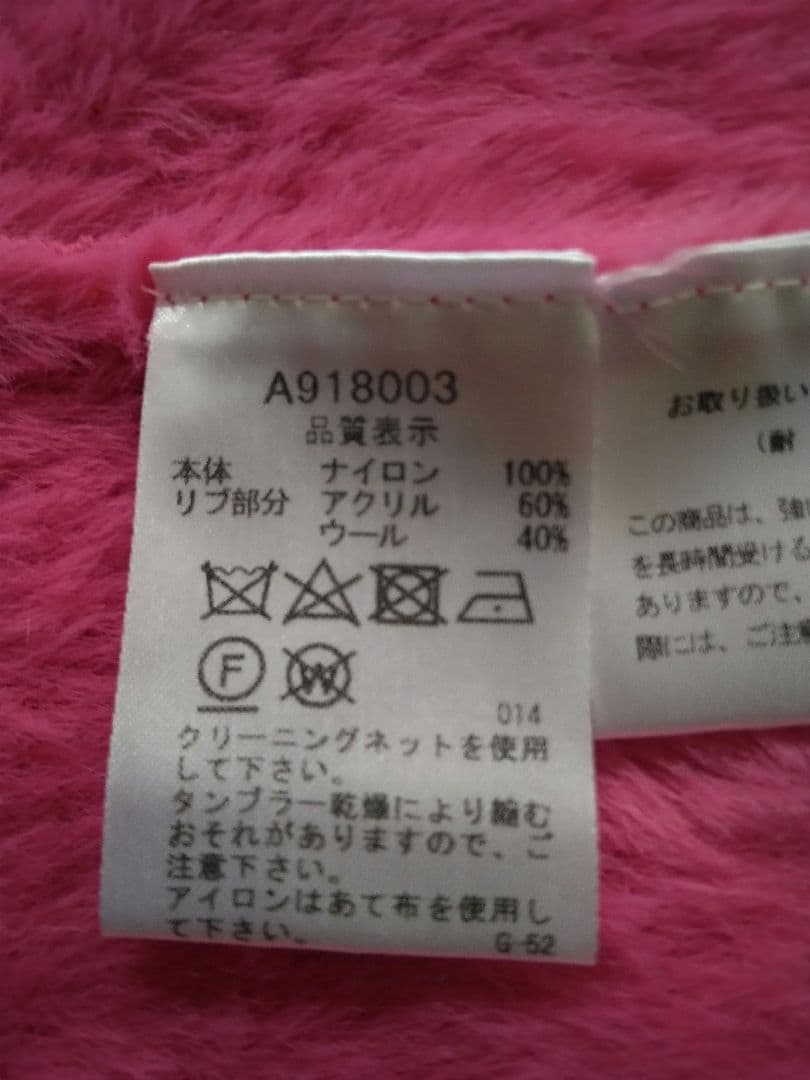 A918003
品質表示
本体 ナイロン 100%
リブ部分 アクリル 60%
ウール 40%
F W
014
クリーニングネットを使用
して下さい。
タンブラー乾燥により縮む
おそれがありますので、ご
注意下さい。
アイロンはあて布を使用し
て下さい。
G-52
お取り扱い
(耐
この商品は、強
を長時間受ける
ありますので、
際には、ご注意